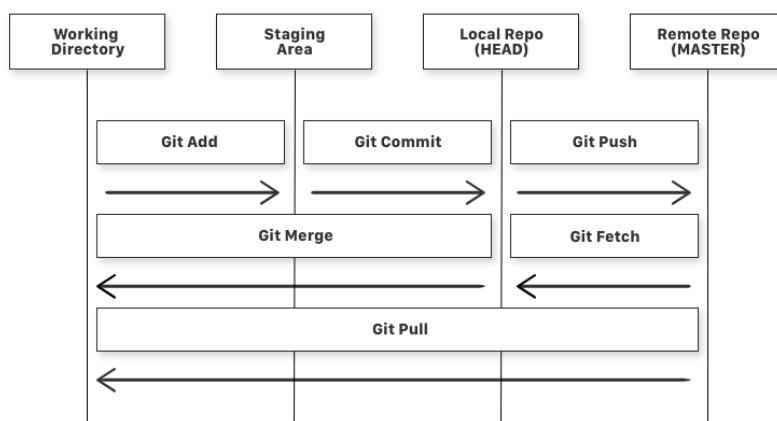 Working
Directory
Staging
Area
Local Repo
(HEAD)
Remote Repo
(MASTER)
Git Add
Git Commit
Git Push
Git Merge
Git Fetch
Git Pull